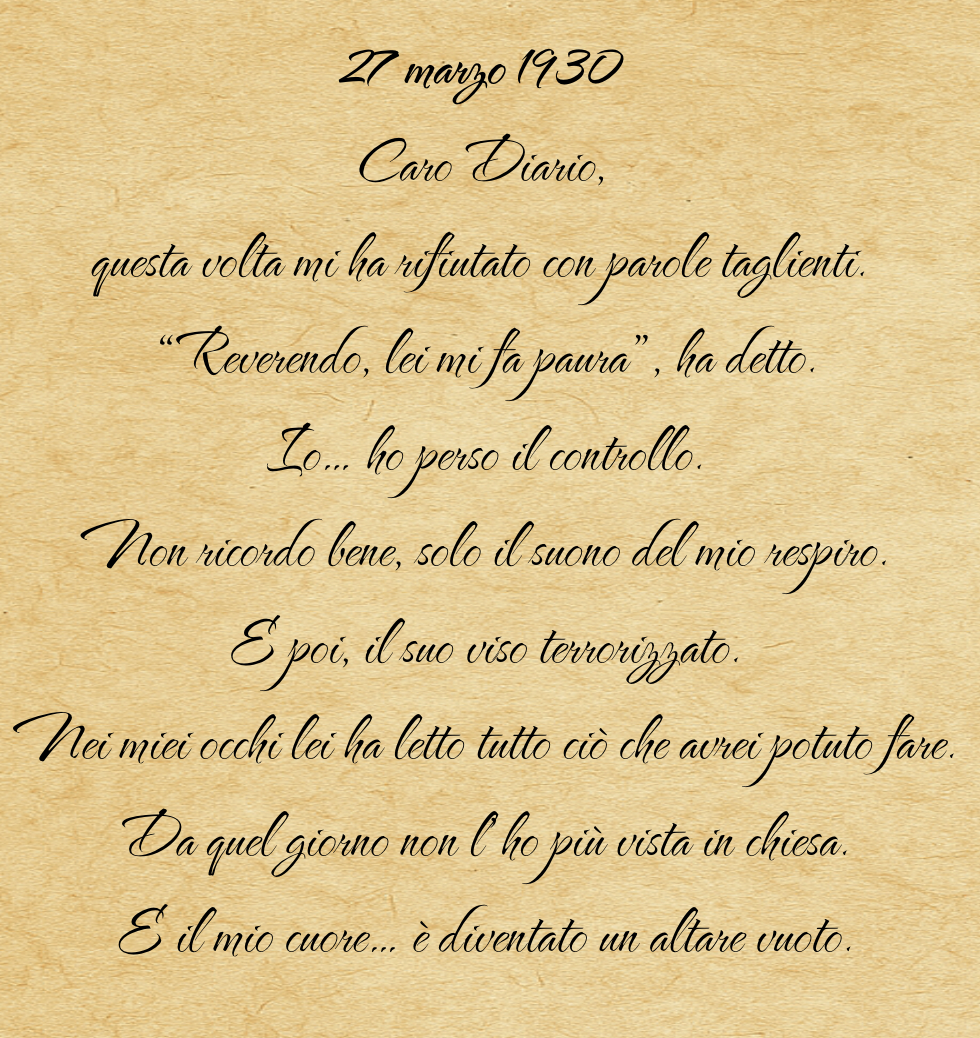 27 marzo 1930
Caro Diario,
questa volta mi ha rifiutato con parole taglienti.
“Reverendo, lei mi fa paura”, ha detto.
Io... ho perso il controllo.
Non ricordo bene, solo il suono del mio respiro.
E poi, il suo viso terrorizzato.
Nei miei occhi lei ha letto tutto ciò che avrei potuto fare.
Da quel giorno non l’ho più vista in chiesa.
E il mio cuore... è diventato un altare vuoto.